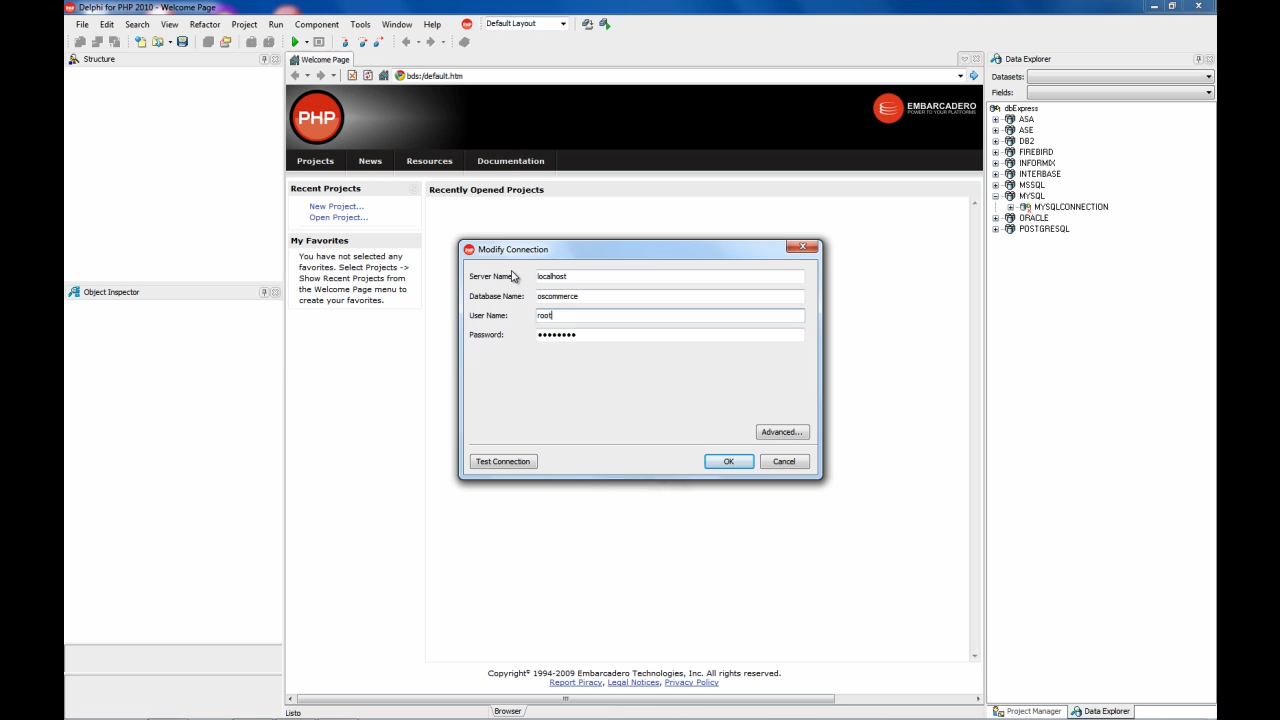 Delphi for PHP 2010 - Welcome Page
File Edit Search View Refactor Project Run Component Tools Window Help
Default Layout
Structure
Object Inspector
Welcome Page
bds:/default.htm
PHP
EMBARCADERO
POWER TO YOUR PLATFORMS
Projects News Resources Documentation
Recent Projects
New Project...
Open Project...
My Favorites
You have not selected any
favorites. Select Projects ->
Show Recent Projects from
the Welcome Page menu to
create your favorites.
Recently Opened Projects
Modify Connection
Server Name:
localhost
Database Name:
oscommerce
User Name:
root
Password:
••••••••
Advanced...
Test Connection
OK
Cancel
Copyright© 1994-2009 Embarcadero Technologies, Inc. All rights reserved.
Report Piracy, Legal Notices, Privacy Policy
Listo
Browser
Data Explorer
Datasets:
Fields:
dbExpress
ASA
ASE
DB2
FIREBIRD
INFORMIX
INTERBASE
MSSQL
MYSQL
MYSQLCONNECTION
ORACLE
POSTGRESQL
Project Manager
Data Explorer